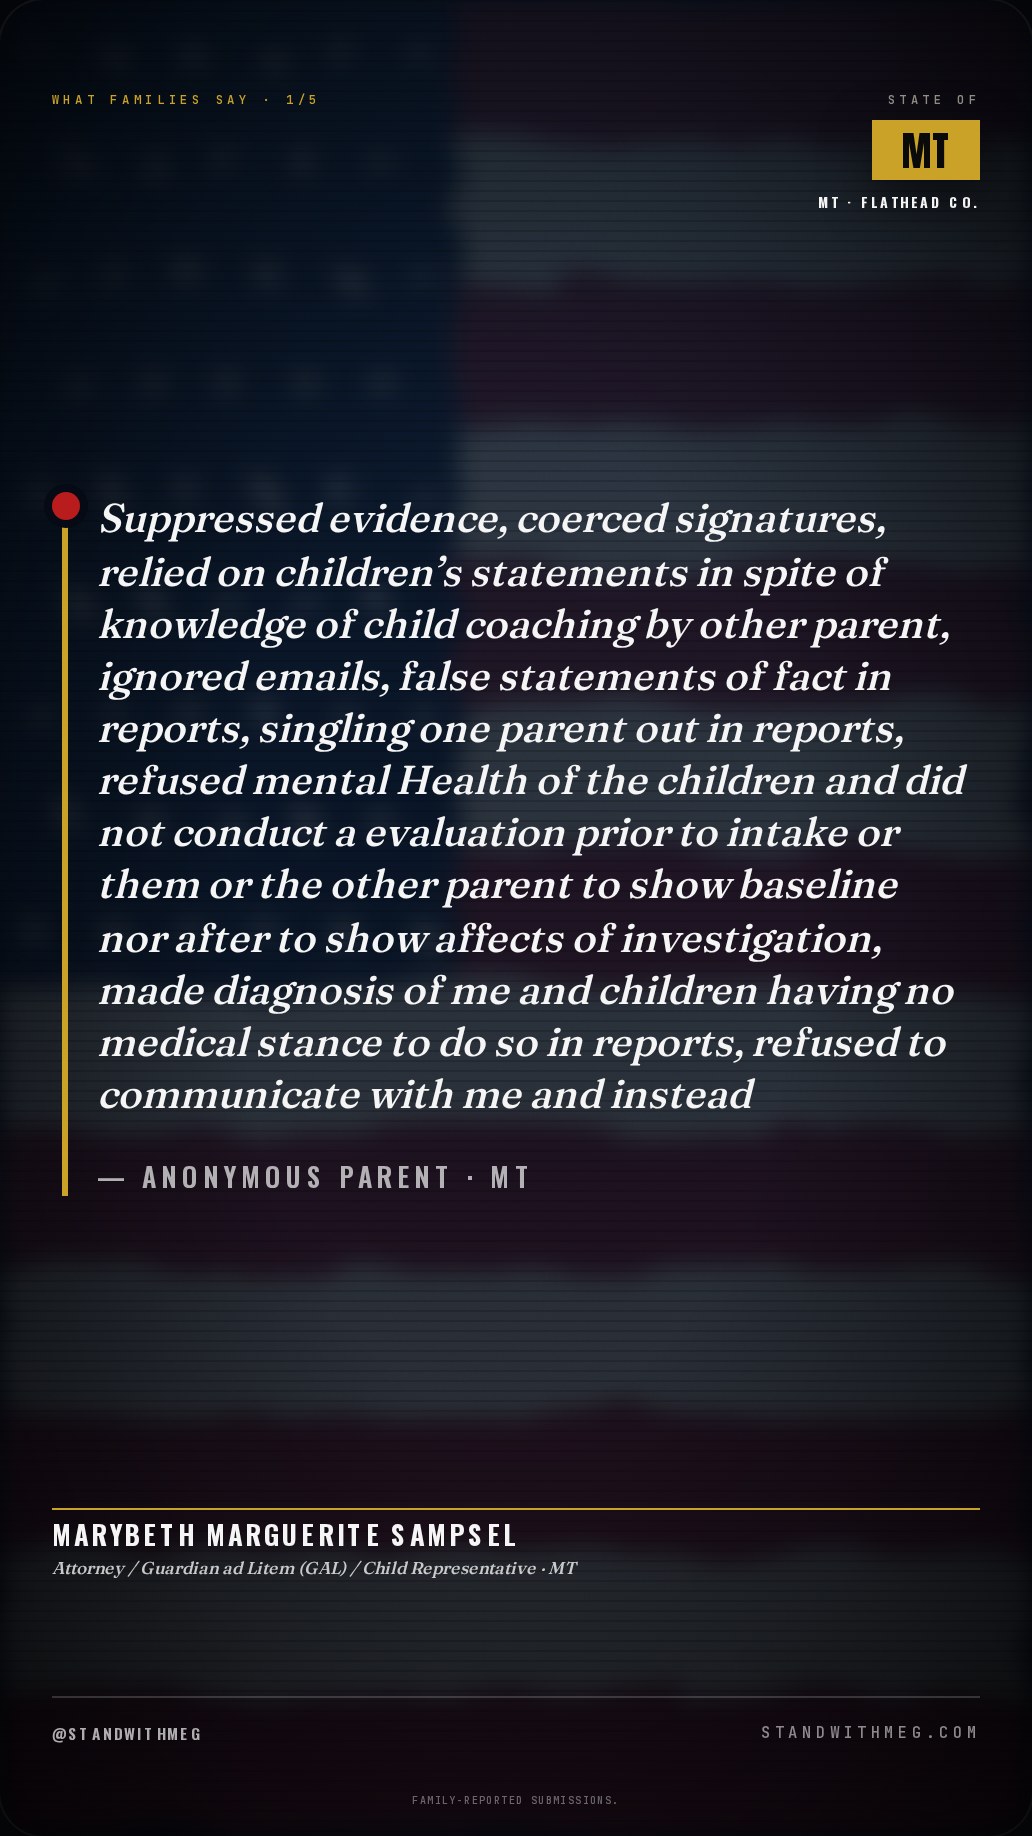 WHAT FAMILIES SAY · 1/5
STATE OF
MT
MT · FLATHEAD CO.
Suppressed evidence, coerced signatures,
relied on children’s statements in spite of
knowledge of child coaching by other parent,
ignored emails, false statements of fact in
reports, singling one parent out in reports,
refused mental Health of the children and did
not conduct a evaluation prior to intake or
them or the other parent to show baseline
nor after to show affects of investigation,
made diagnosis of me and children having no
medical stance to do so in reports, refused to
communicate with me and instead
— ANONYMOUS PARENT · MT
MARYBETH MARGUERITE SAMPSEL
Attorney / Guardian ad Litem (GAL) / Child Representative · MT
@STANDWITHMEG
STANDWITHMEG.COM
FAMILY-REPORTED SUBMISSIONS.